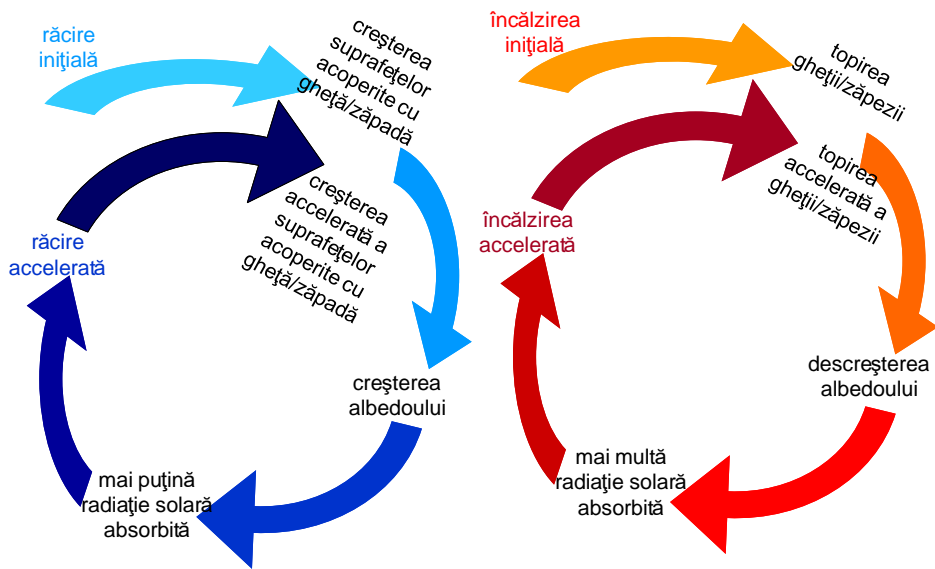 răcire
iniţială
creşterea
suprafeţelor
acoperite cu
gheţă/zăpadă
creşterea
accelerată a
suprafeţelor
acoperite cu
gheţă/zăpadă
răcire
accelerată
creşterea
albedoului
mai puţină
radiaţie solară
absorbită
încălzirea
iniţială
topirea
gheţii/zăpezii
topirea
accelerată a
gheţii/zăpezii
încălzirea
accelerată
descreşterea
albedoului
mai multă
radiaţie solară
absorbită